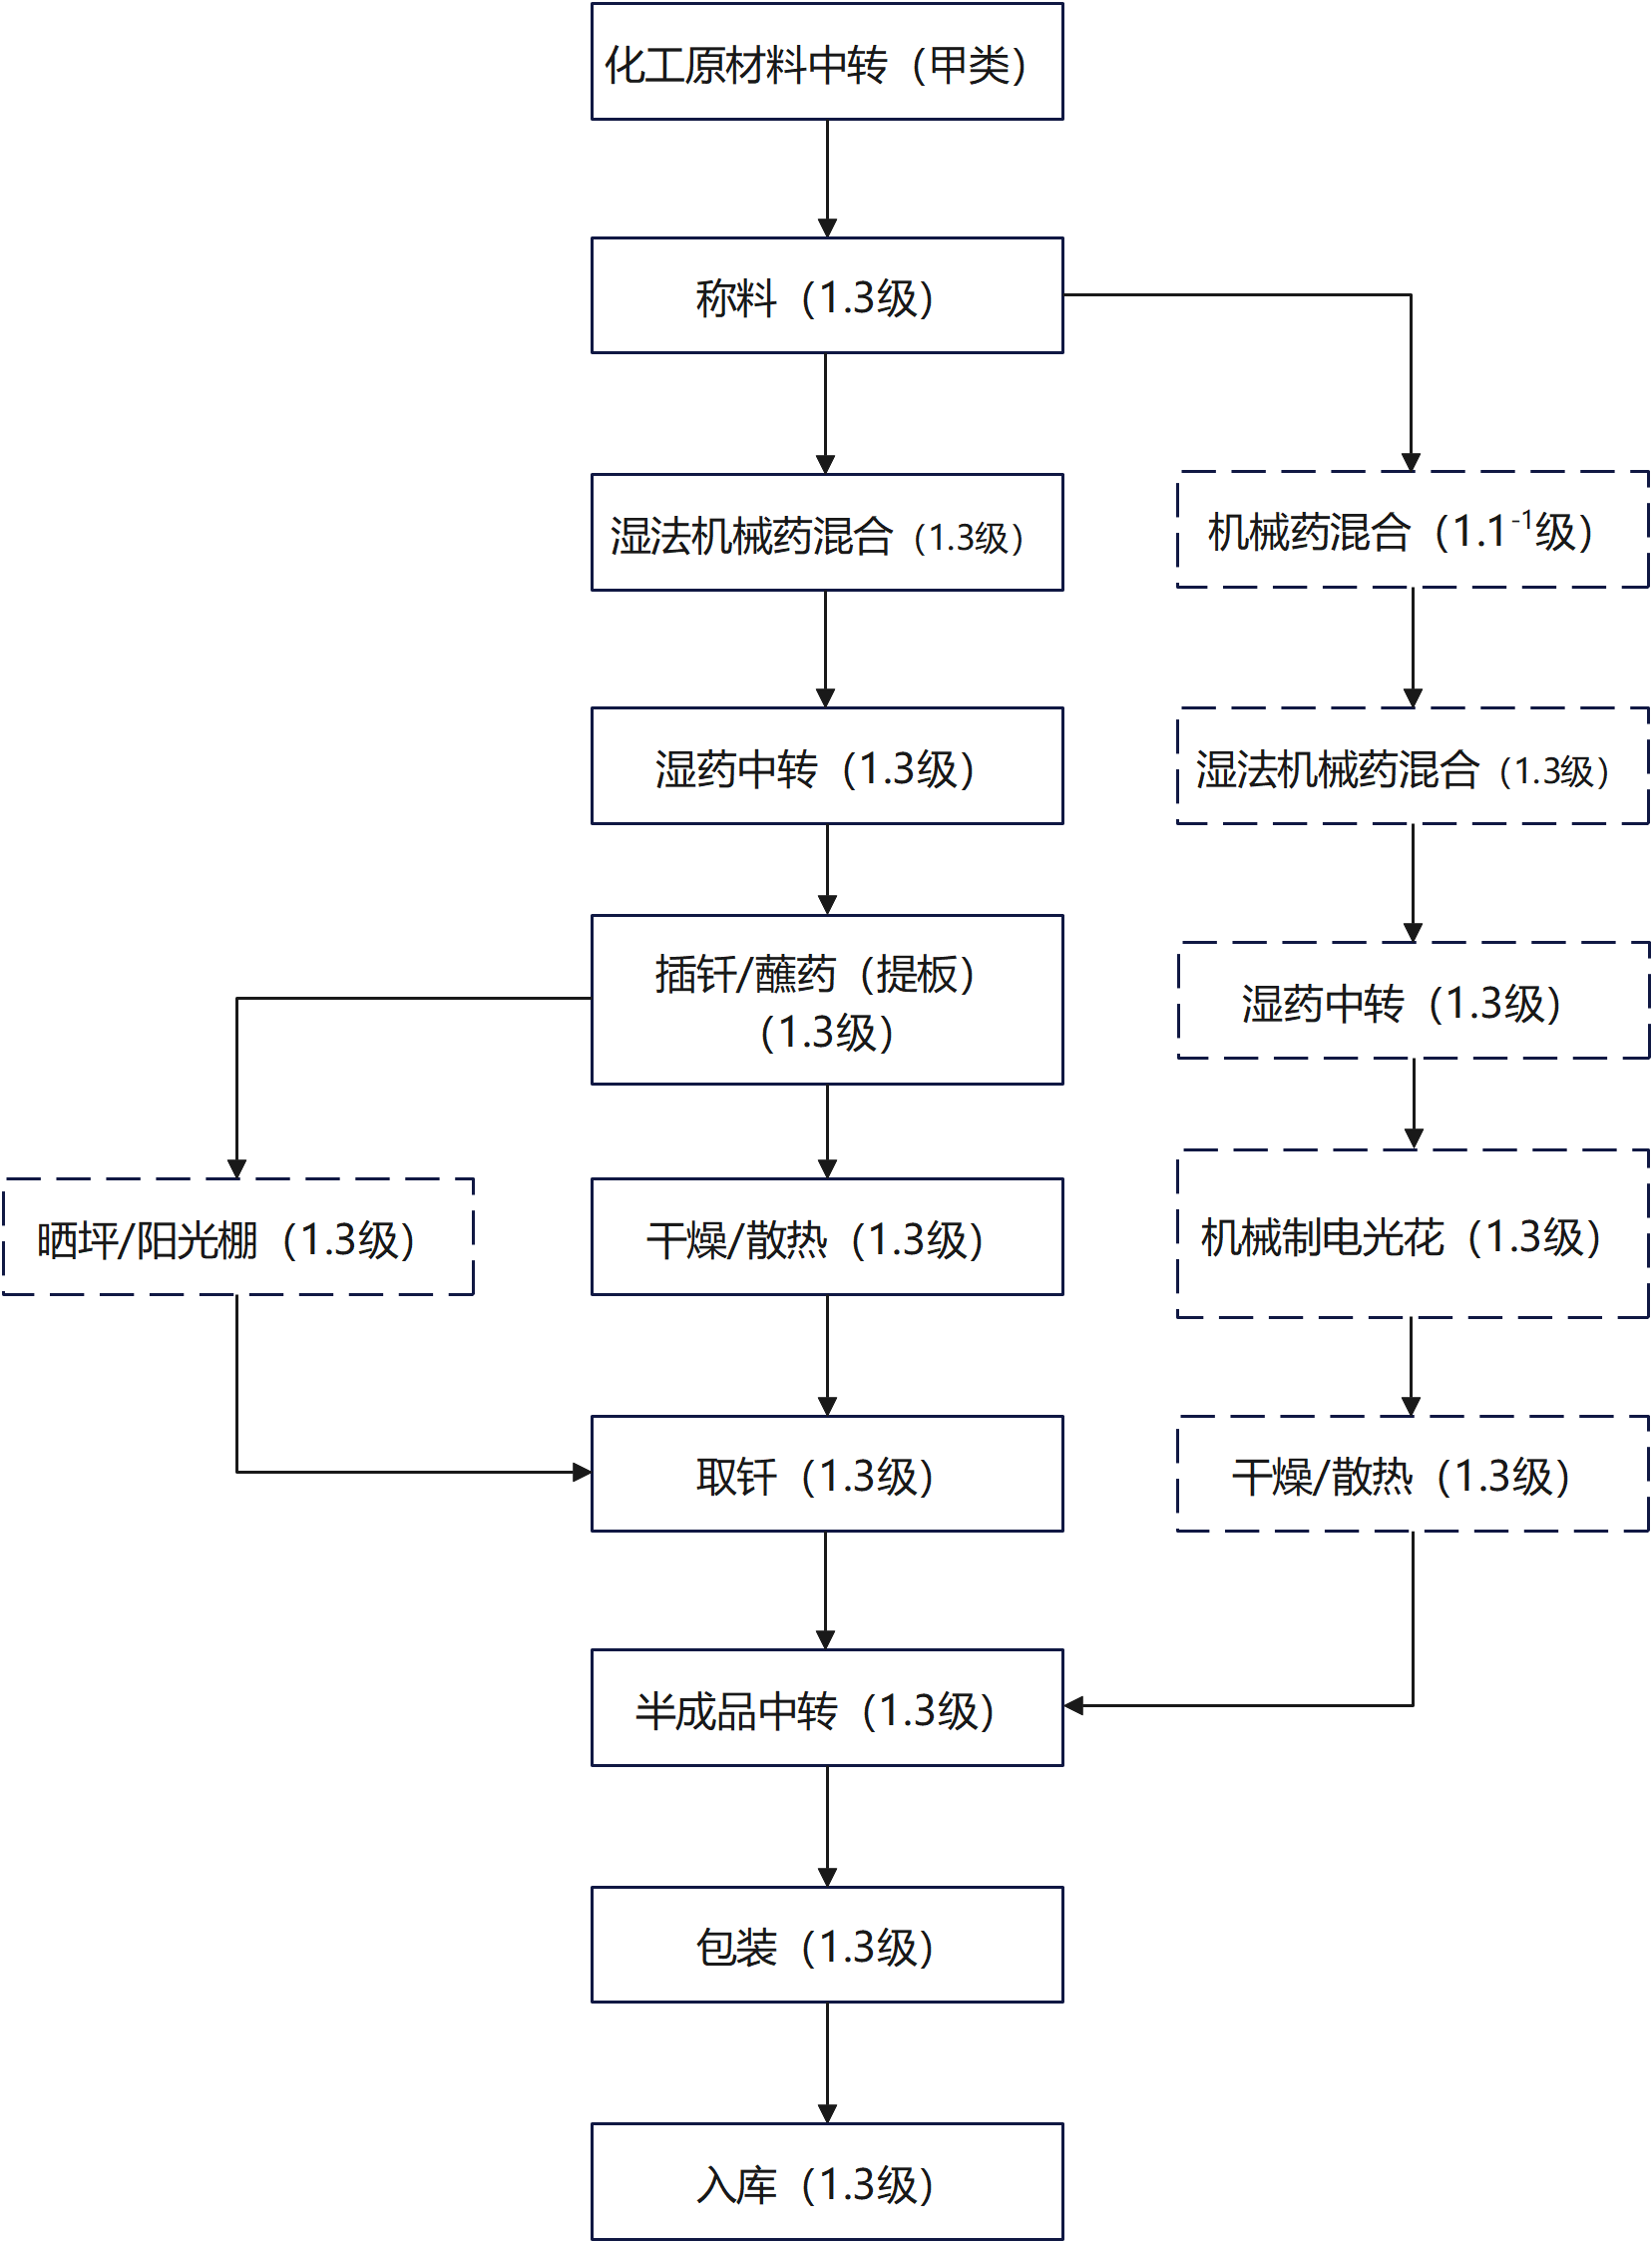 化工原材料中转（甲类）
称料（1.3级）
湿法机械药混合（1.3级）
机械药混合（1.1⁻¹级）
湿药中转（1.3级）
湿法机械药混合（1.3级）
插钎/蘸药（提板）
（1.3级）
湿药中转（1.3级）
晒坪/阳光棚（1.3级）
干燥/散热（1.3级）
机械制电光花（1.3级）
取钎（1.3级）
干燥/散热（1.3级）
半成品中转（1.3级）
包装（1.3级）
入库（1.3级）